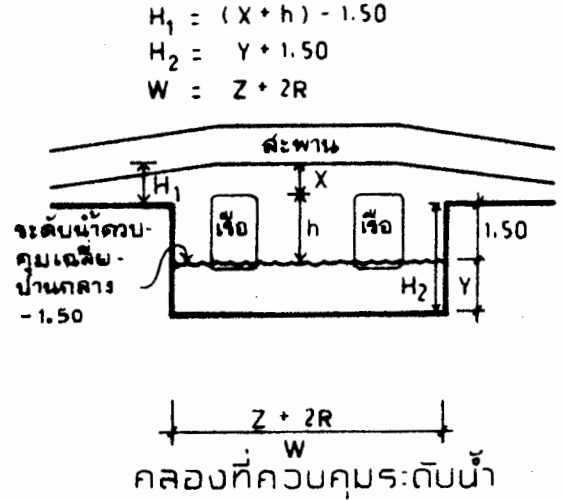 H₁ = (X + h) - 1.50
H₂ = Y + 1.50
W = Z + 2R
สะพาน
H₁
X
เรือ
h
เรือ
1.50
ระดับน้ำควบ-
คุมเฉลี่ย-
ปานกลาง
-1.50
H₂
Y
Z + 2R
W
คลองที่ควบคุมระดับน้ำ